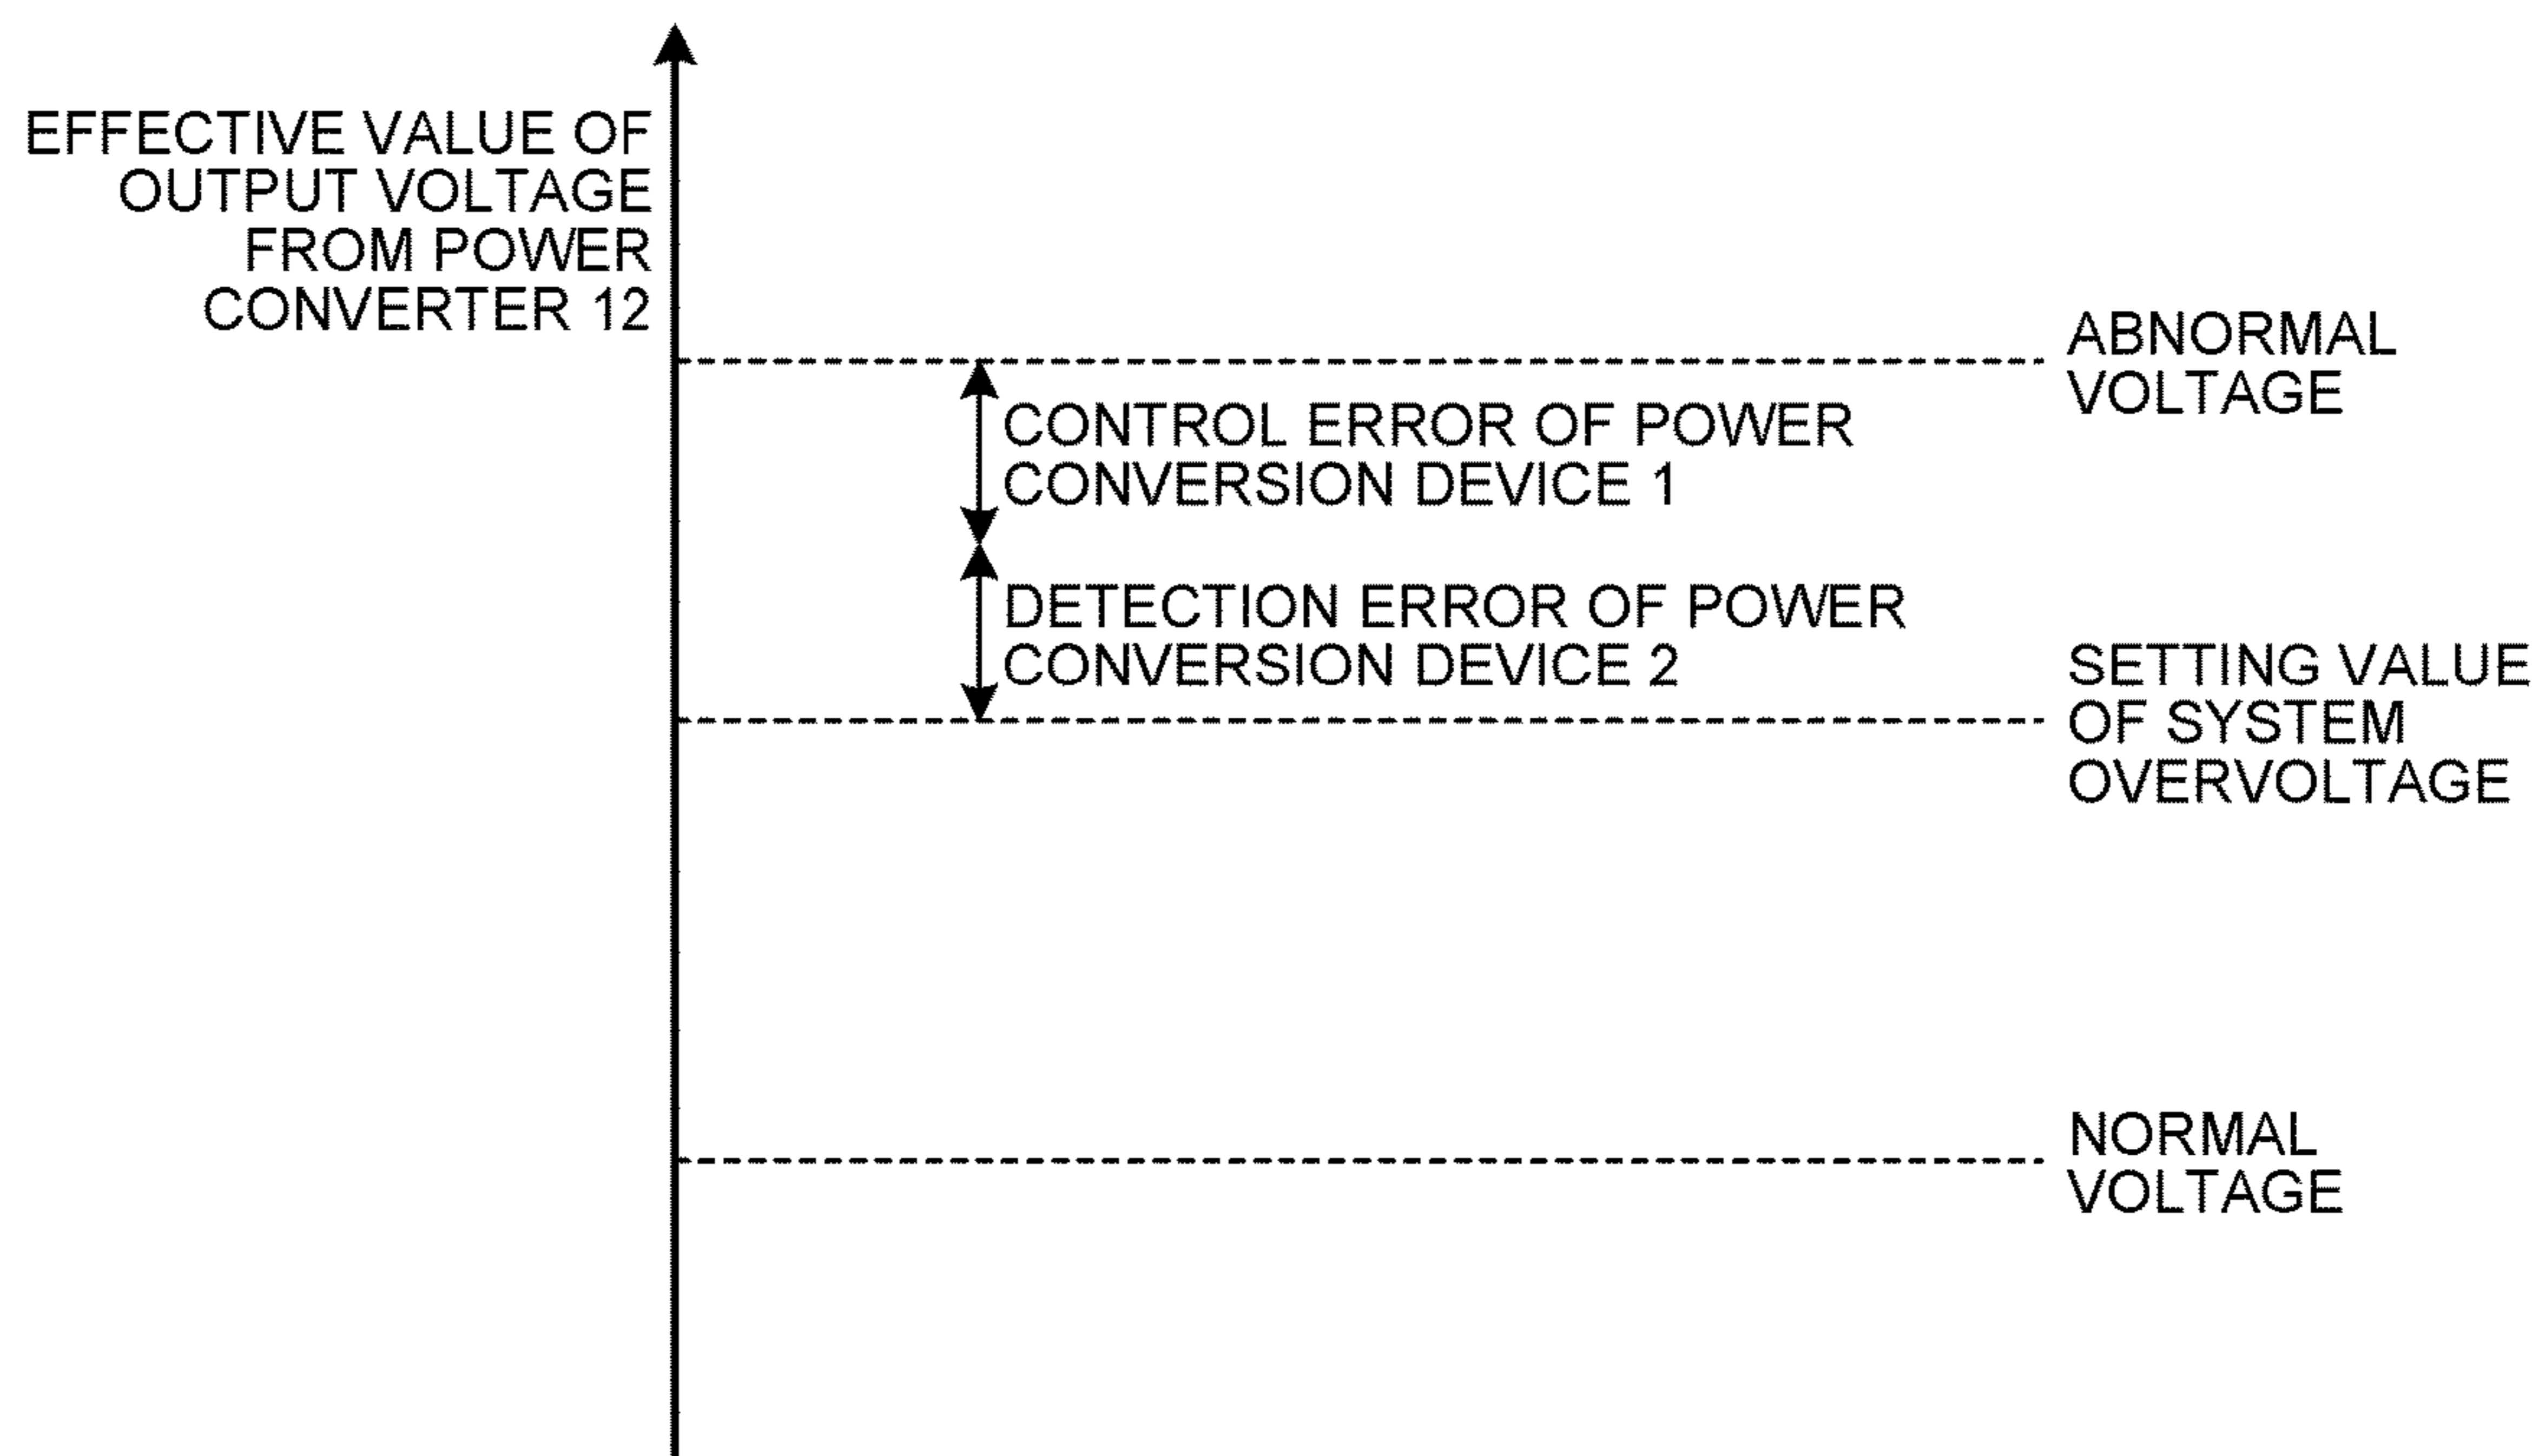 EFFECTIVE VALUE OF
OUTPUT VOLTAGE
FROM POWER
CONVERTER 12
ABNORMAL
VOLTAGE
CONTROL ERROR OF POWER
CONVERSION DEVICE 1
DETECTION ERROR OF POWER
CONVERSION DEVICE 2
SETTING VALUE
OF SYSTEM
OVERVOLTAGE
NORMAL
VOLTAGE